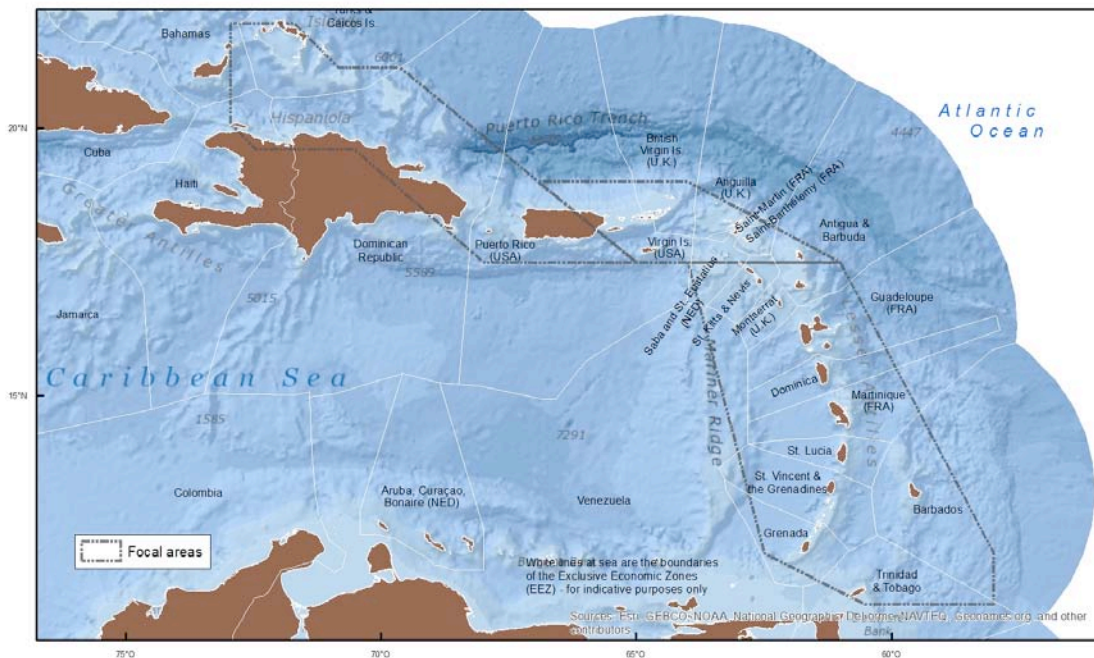 Turks &
Caicos Is.
Bahamas
6001
Atlantic
Ocean
20°N
Hispaniola
Puerto Rico Trench
4447
Cuba
British
Virgin Is.
(U.K.)
Haiti
Anguilla
(U.K.)
Saint-Martin (FRA)
Saint-Barthelemy (FRA)
Greater Antilles
Antigua &
Barbuda
Dominican
Republic
Puerto Rico
(USA)
Virgin Is.
(USA)
5599
5015
Saba and St. Eustatius
(NED)
St. Kitts & Nevis
Montserrat
(U.K.)
Guadeloupe
(FRA)
Jamaica
Lesser Antilles
Mariner Ridge
Caribbean Sea
15°N
Dominica
Martinique
(FRA)
1585
7291
St. Lucia
Colombia
Aruba, Curaçao,
Bonaire (NED)
Venezuela
St. Vincent &
the Grenadines
Barbados
Grenada
Focal areas
White lines at sea are the boundaries
of the Exclusive Economic Zones
(EEZ) - for indicative purposes only
Trinidad
& Tobago
Sources: Esri, GEBCO, NOAA, National Geographic, DeLorme, NAVTEQ, Geonames.org, and other
contributors
Bank
75°O
70°O
65°O
60°O